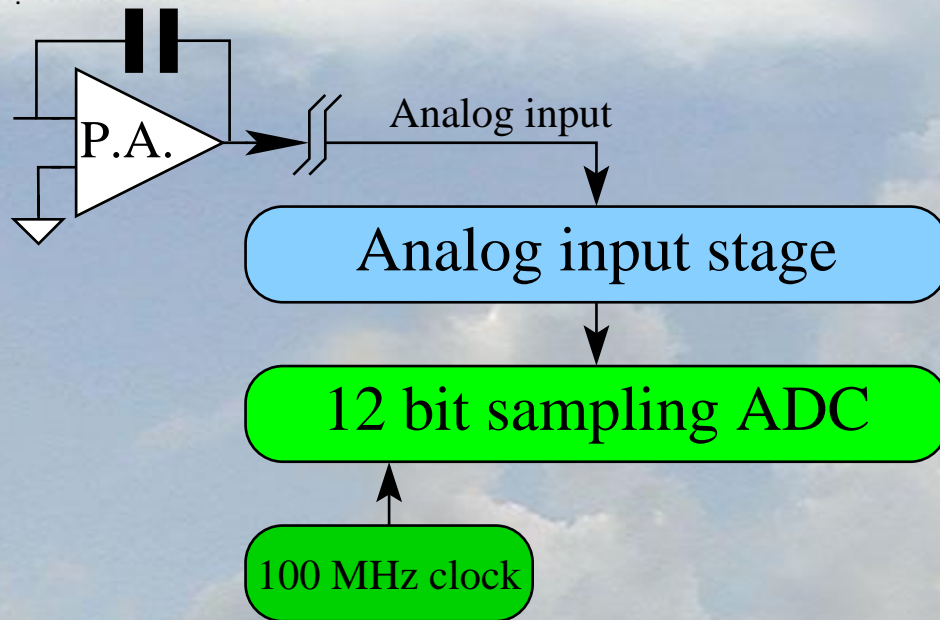 P.A.
Analog input
Analog input stage
12 bit sampling ADC
100 MHz clock